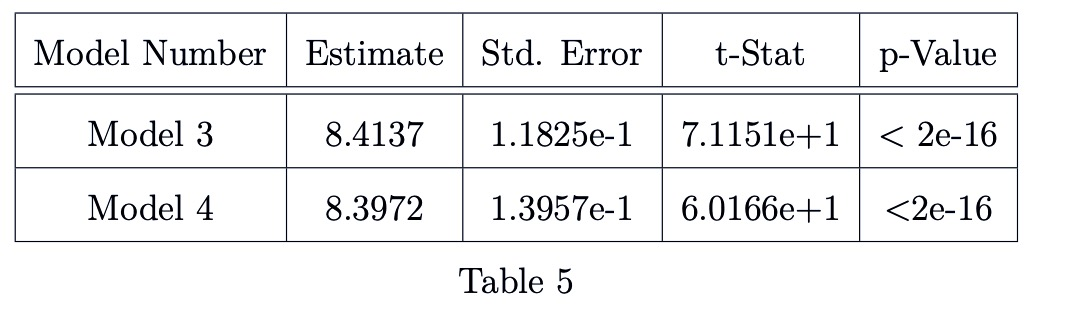 Model Number Estimate Std. Error t-Stat p-Value
Model 3 8.4137 1.1825e-1 7.1151e+1 < 2e-16
Model 4 8.3972 1.3957e-1 6.0166e+1 <2e-16
Table 5